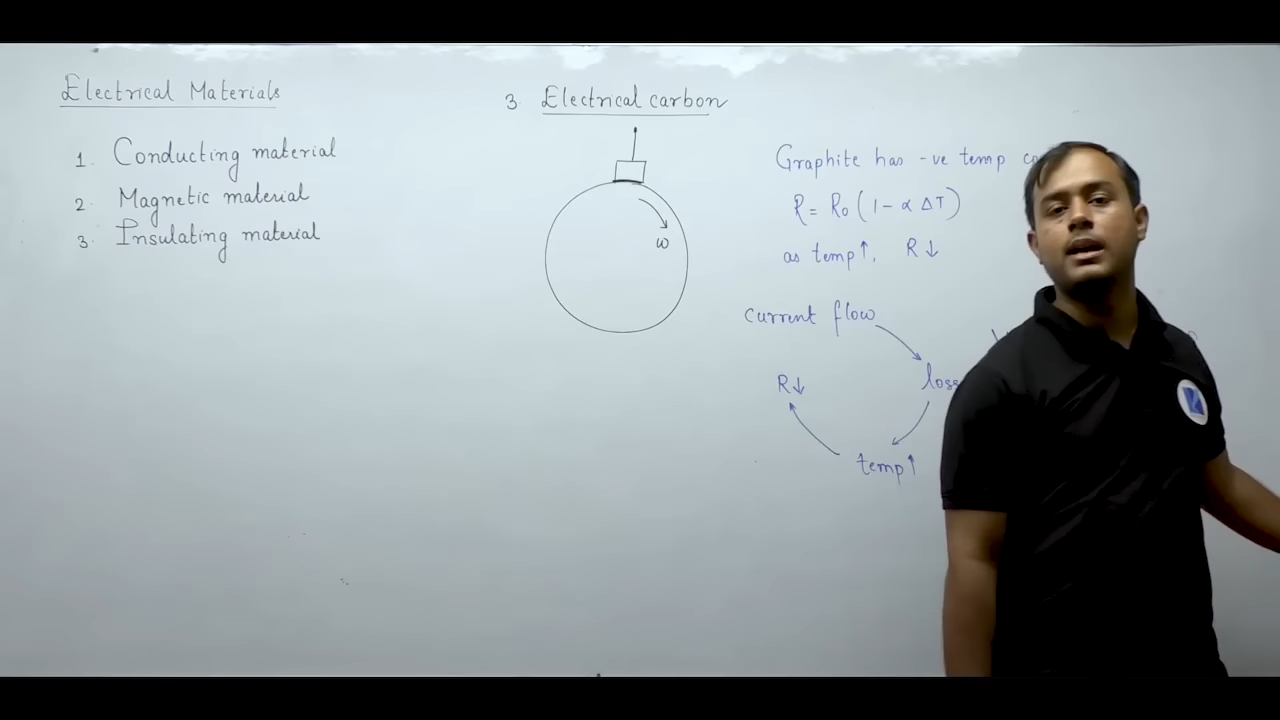 Electrical Materials
1. Conducting material
2. Magnetic material
3. Insulating material
3. Electrical carbon
ω
Graphite has -ve temp
R = R₀ (1 - α ΔT)
as temp↑, R↓
current flow
loss
temp↑
R↓